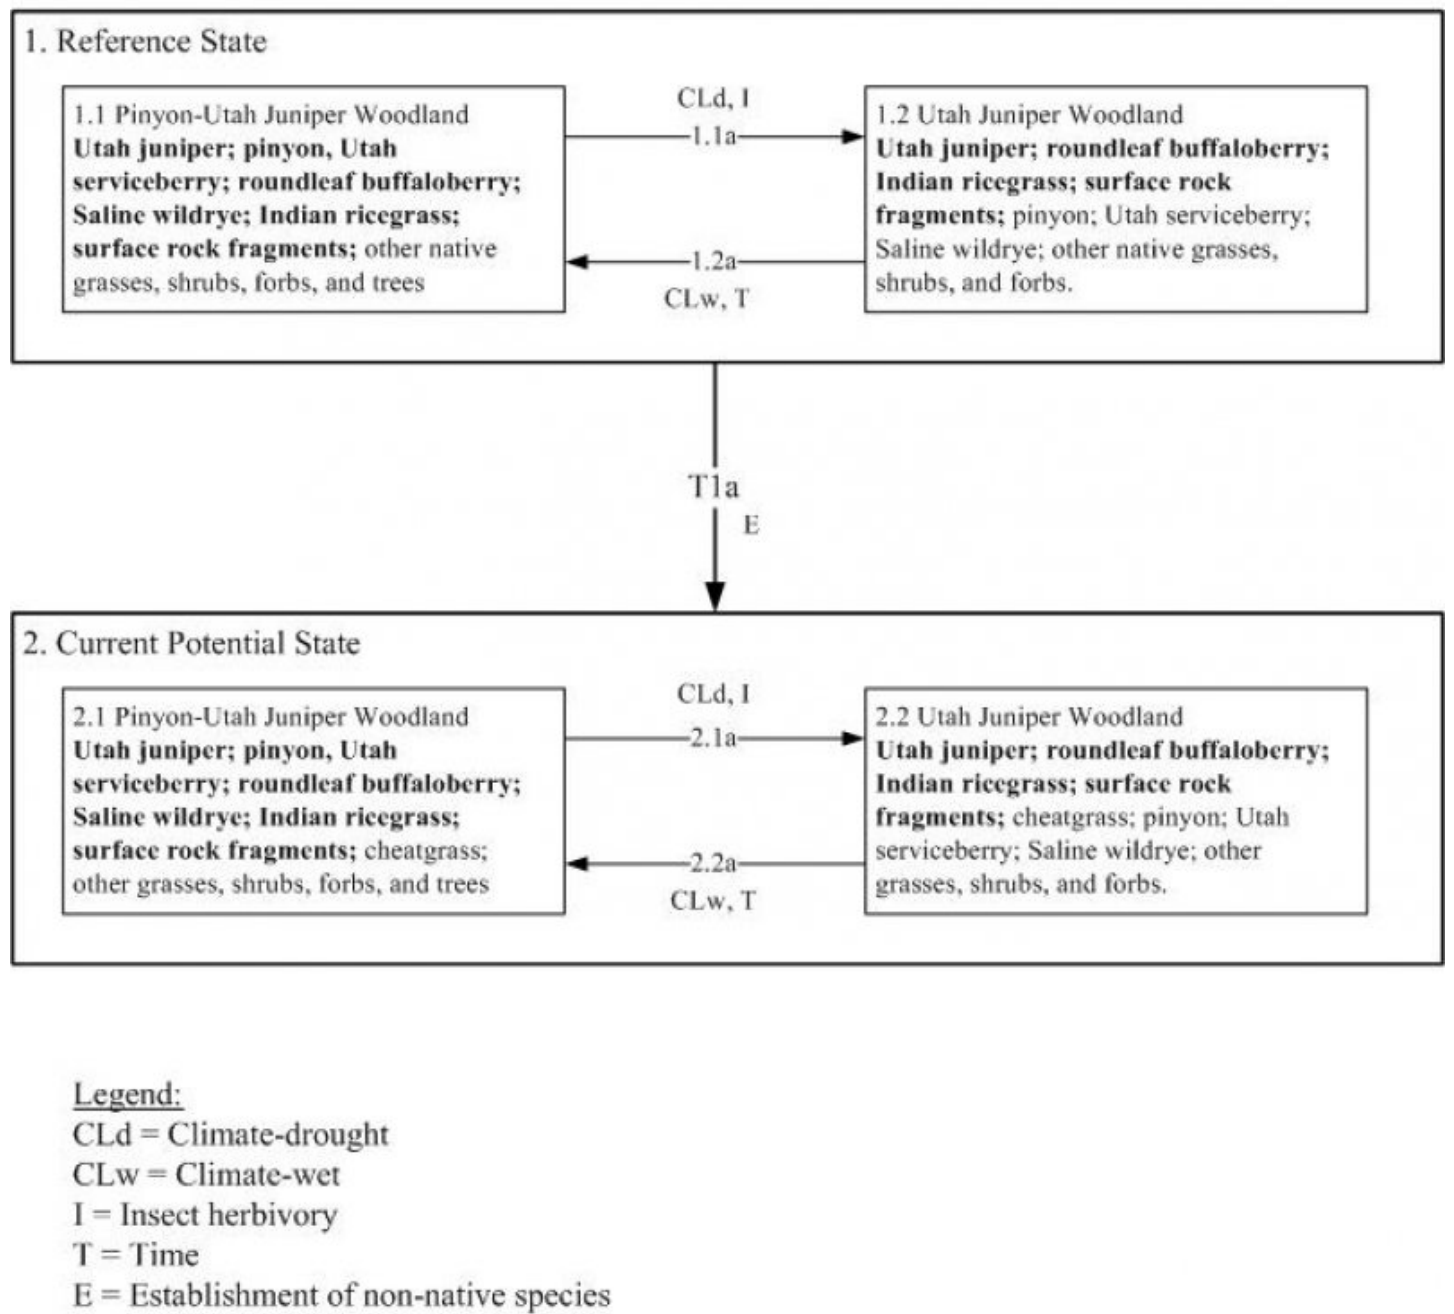 1. Reference State
1.1 Pinyon-Utah Juniper Woodland
Utah juniper; pinyon, Utah
serviceberry; roundleaf buffaloberry;
Saline wildrye; Indian ricegrass;
surface rock fragments; other native
grasses, shrubs, forbs, and trees
CLd, I
1.1a
1.2a
CLw, T
1.2 Utah Juniper Woodland
Utah juniper; roundleaf buffaloberry;
Indian ricegrass; surface rock
fragments; pinyon; Utah serviceberry;
Saline wildrye; other native grasses,
shrubs, and forbs.
T1a
E
2. Current Potential State
2.1 Pinyon-Utah Juniper Woodland
Utah juniper; pinyon, Utah
serviceberry; roundleaf buffaloberry;
Saline wildrye; Indian ricegrass;
surface rock fragments; cheatgrass;
other grasses, shrubs, forbs, and trees
CLd, I
2.1a
2.2a
CLw, T
2.2 Utah Juniper Woodland
Utah juniper; roundleaf buffaloberry;
Indian ricegrass; surface rock
fragments; cheatgrass; pinyon; Utah
serviceberry; Saline wildrye; other
grasses, shrubs, and forbs.
Legend:
CLd = Climate-drought
CLw = Climate-wet
I = Insect herbivory
T = Time
E = Establishment of non-native species